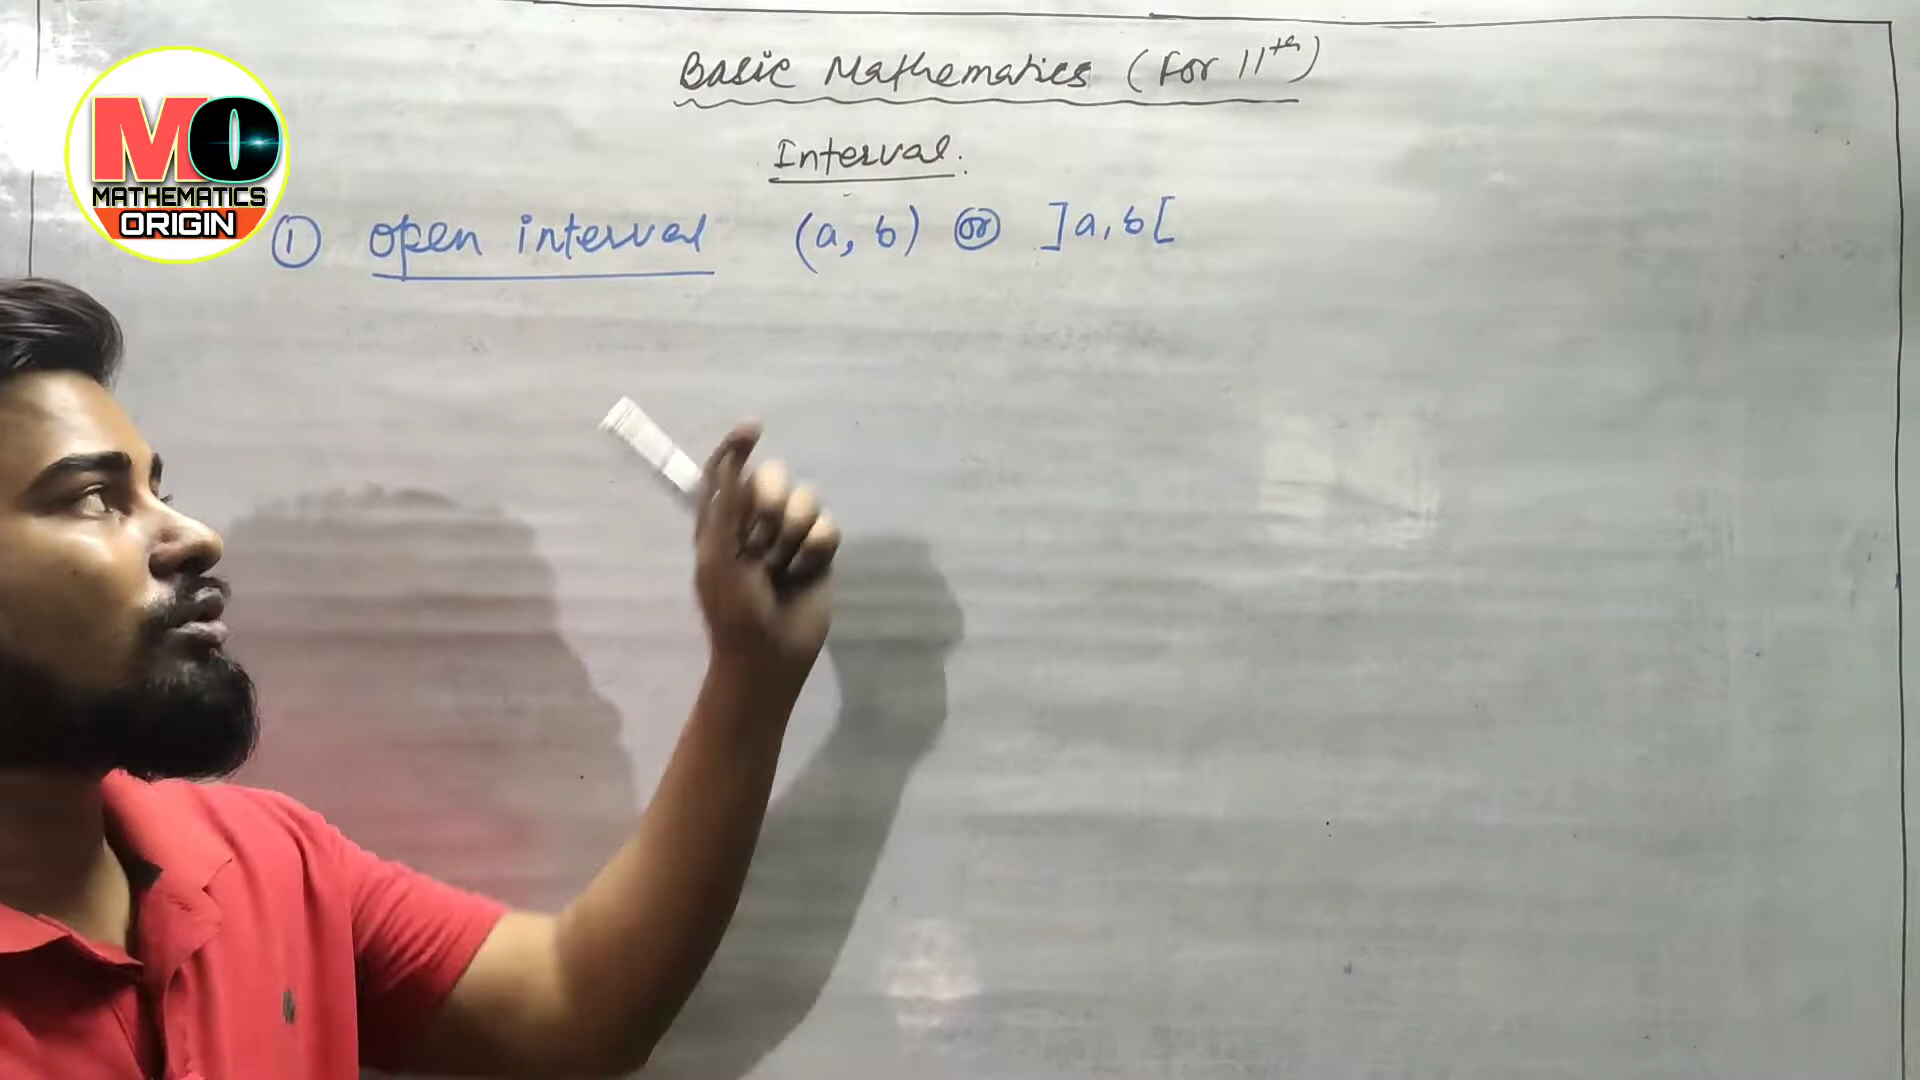 Basic Mathematics (For 11th)
Interval.
MO
MATHEMATICS
ORIGIN
① open interval (a, b) or ]a, b[